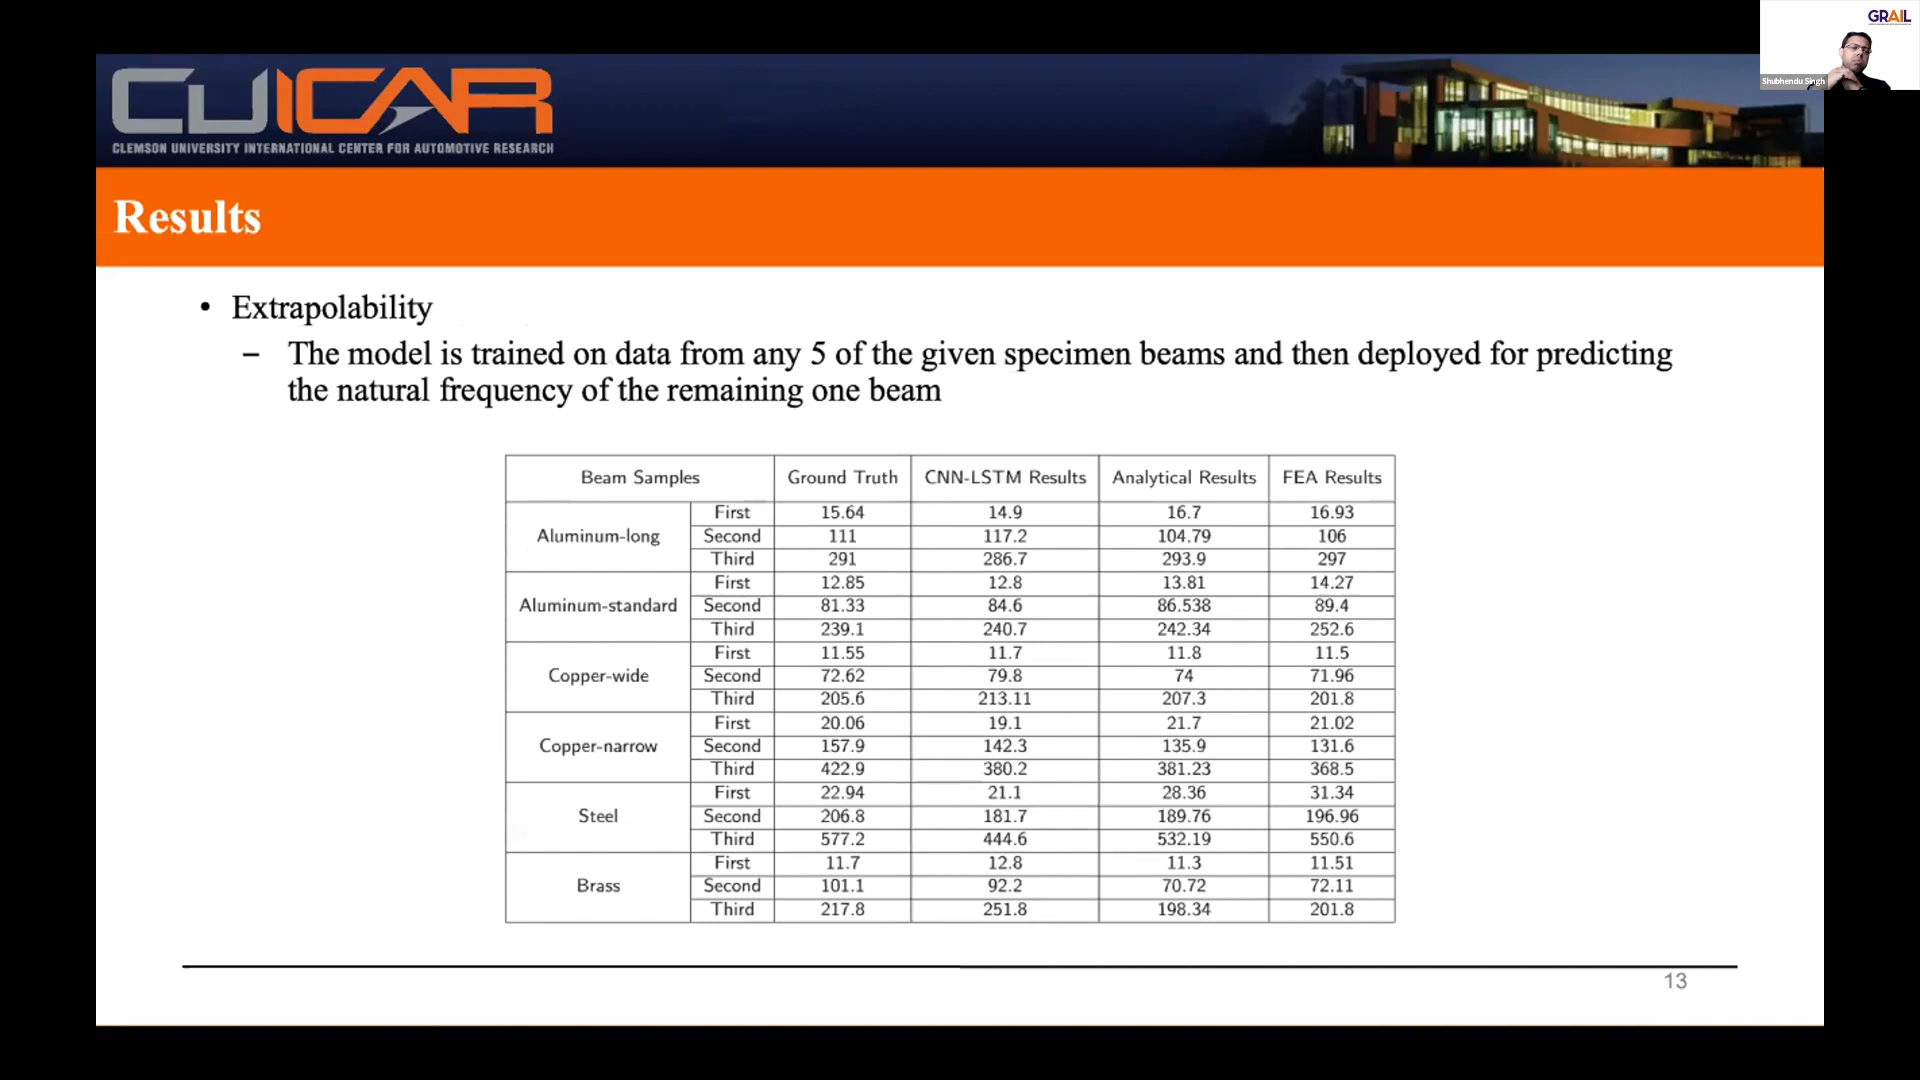 GRAIL
Shubhendu Singh
CUICAR
CLEMSON UNIVERSITY INTERNATIONAL CENTER FOR AUTOMOTIVE RESEARCH
Results
• Extrapolability
– The model is trained on data from any 5 of the given specimen beams and then deployed for predicting
the natural frequency of the remaining one beam
Beam Samples Ground Truth CNN-LSTM Results Analytical Results FEA Results
Aluminum-long
First 15.64 14.9 16.7 16.93
Second 111 117.2 104.79 106
Third 291 286.7 293.9 297
Aluminum-standard
First 12.85 12.8 13.81 14.27
Second 81.33 84.6 86.538 89.4
Third 239.1 240.7 242.34 252.6
Copper-wide
First 11.55 11.7 11.8 11.5
Second 72.62 79.8 74 71.96
Third 205.6 213.11 207.3 201.8
Copper-narrow
First 20.06 19.1 21.7 21.02
Second 157.9 142.3 135.9 131.6
Third 422.9 380.2 381.23 368.5
Steel
First 22.94 21.1 28.36 31.34
Second 206.8 181.7 189.76 196.96
Third 577.2 444.6 532.19 550.6
Brass
First 11.7 12.8 11.3 11.51
Second 101.1 92.2 70.72 72.11
Third 217.8 251.8 198.34 201.8
13